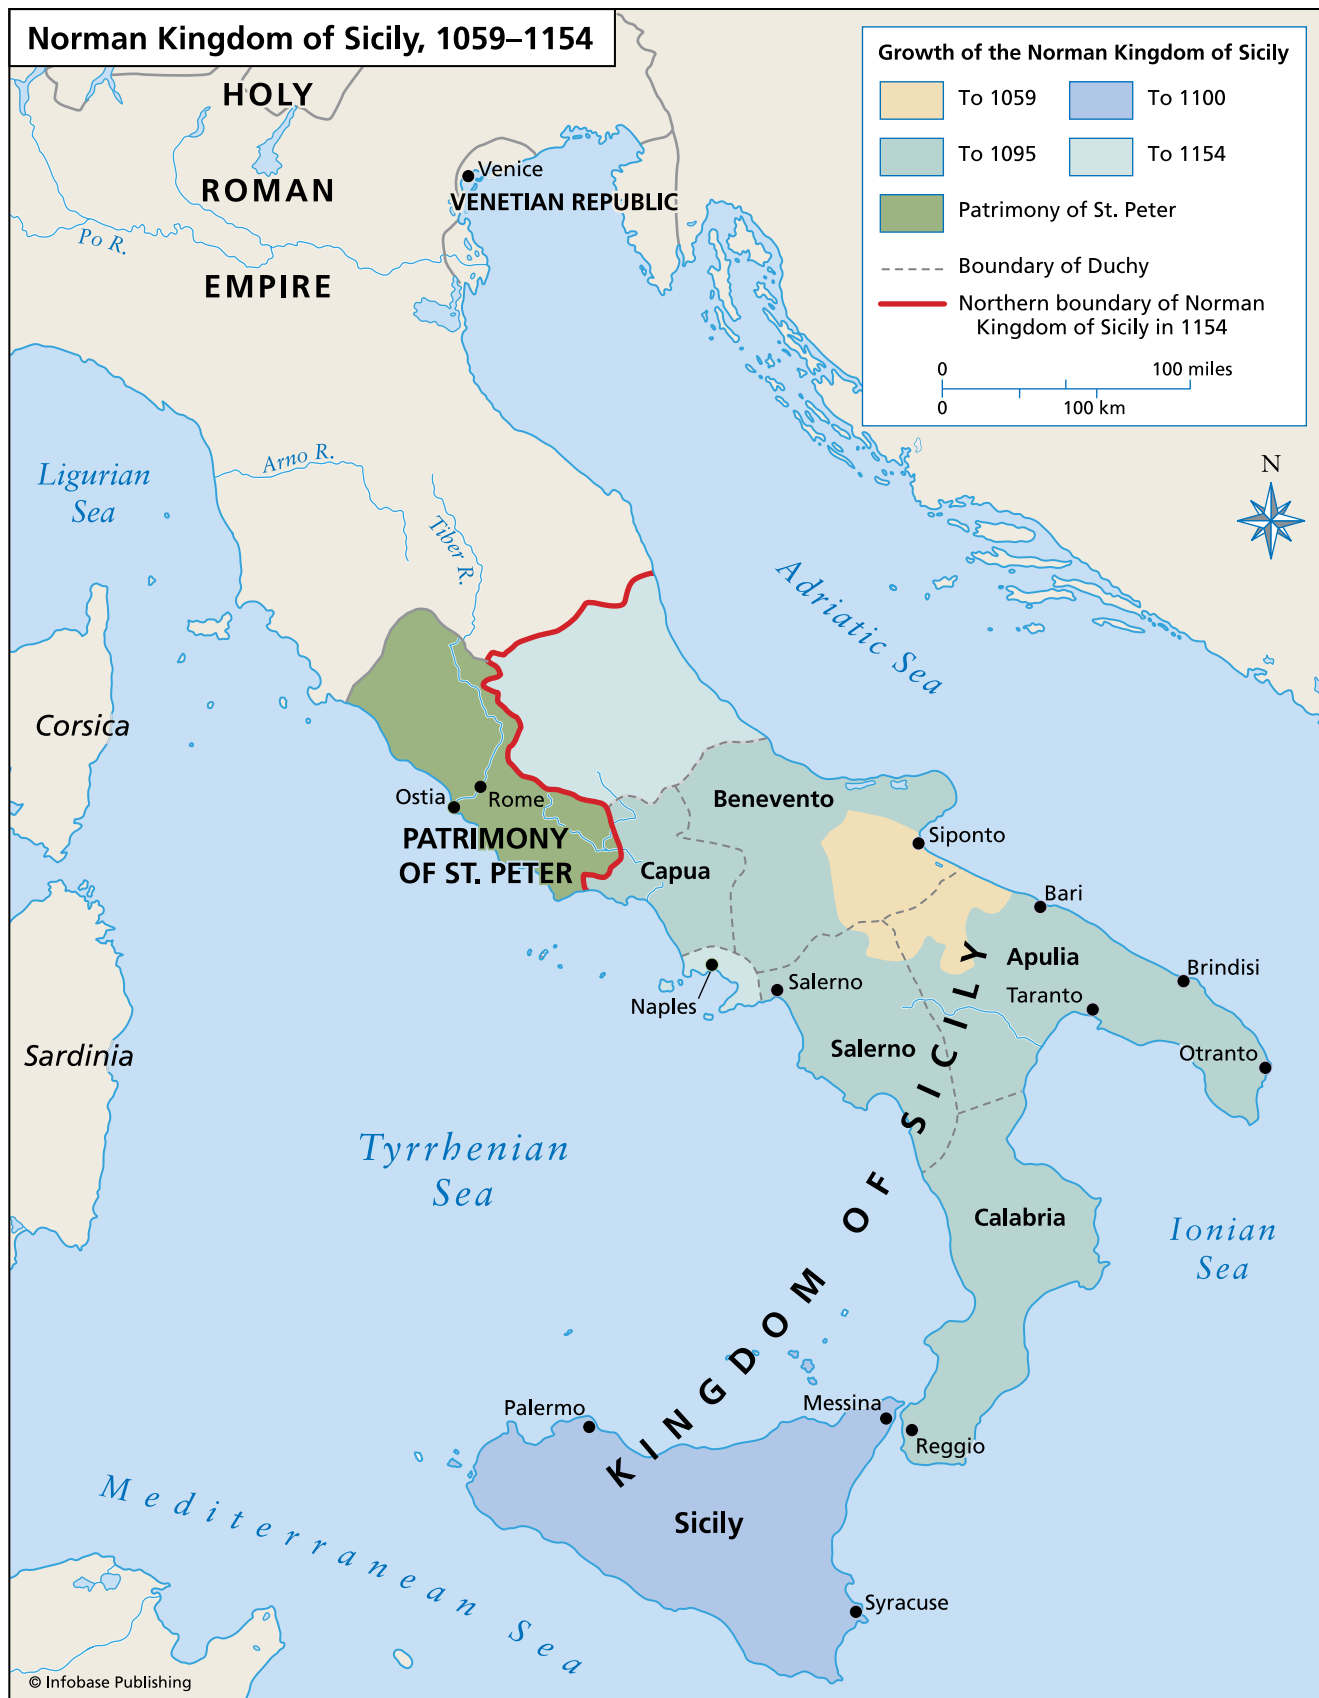 Norman Kingdom of Sicily, 1059–1154
Growth of the Norman Kingdom of Sicily
To 1059
To 1100
To 1095
To 1154
Patrimony of St. Peter
Boundary of Duchy
Northern boundary of Norman
Kingdom of Sicily in 1154
0
100 miles
0
100 km
N
HOLY
ROMAN
EMPIRE
Venice
VENETIAN REPUBLIC
Po R.
Ligurian
Sea
Arno R.
Tiber R.
Adriatic Sea
Corsica
Ostia
Rome
PATRIMONY
OF ST. PETER
Benevento
Siponto
Capua
Bari
Apulia
Brindisi
Naples
Salerno
Taranto
Salerno
Otranto
Sardinia
Tyrrhenian
Sea
KINGDOM OF SICILY
Calabria
Ionian
Sea
Palermo
Messina
Reggio
Sicily
Mediterranean Sea
Syracuse
© Infobase Publishing